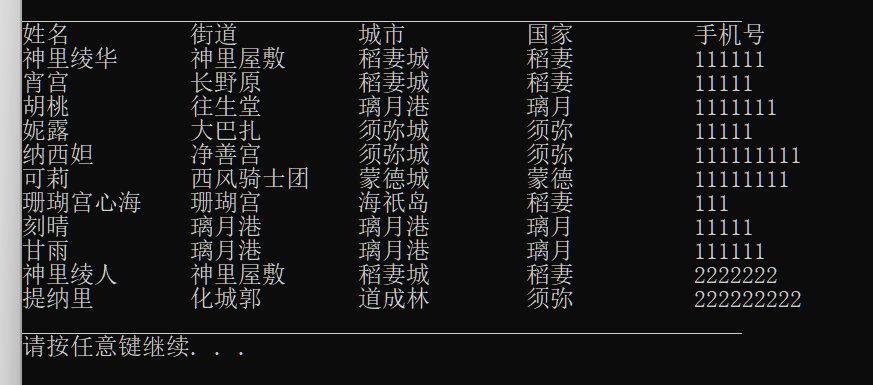 姓名 街道 城市 国家 手机号
神里绫华 神里屋敷 稻妻城 稻妻 111111
宵宫 长野原 稻妻城 稻妻 11111
胡桃 往生堂 璃月港 璃月 1111111
妮露 大巴扎 须弥城 须弥 11111
纳西妲 净善宫 须弥城 须弥 111111111
可莉 西风骑士团 蒙德城 蒙德 11111111
珊瑚宫心海 珊瑚宫 海祇岛 稻妻 111
刻晴 璃月港 璃月港 璃月 11111
甘雨 璃月港 璃月港 璃月 111111
神里绫人 神里屋敷 稻妻城 稻妻 2222222
提纳里 化城郭 道成林 须弥 222222222
请按任意键继续. . .